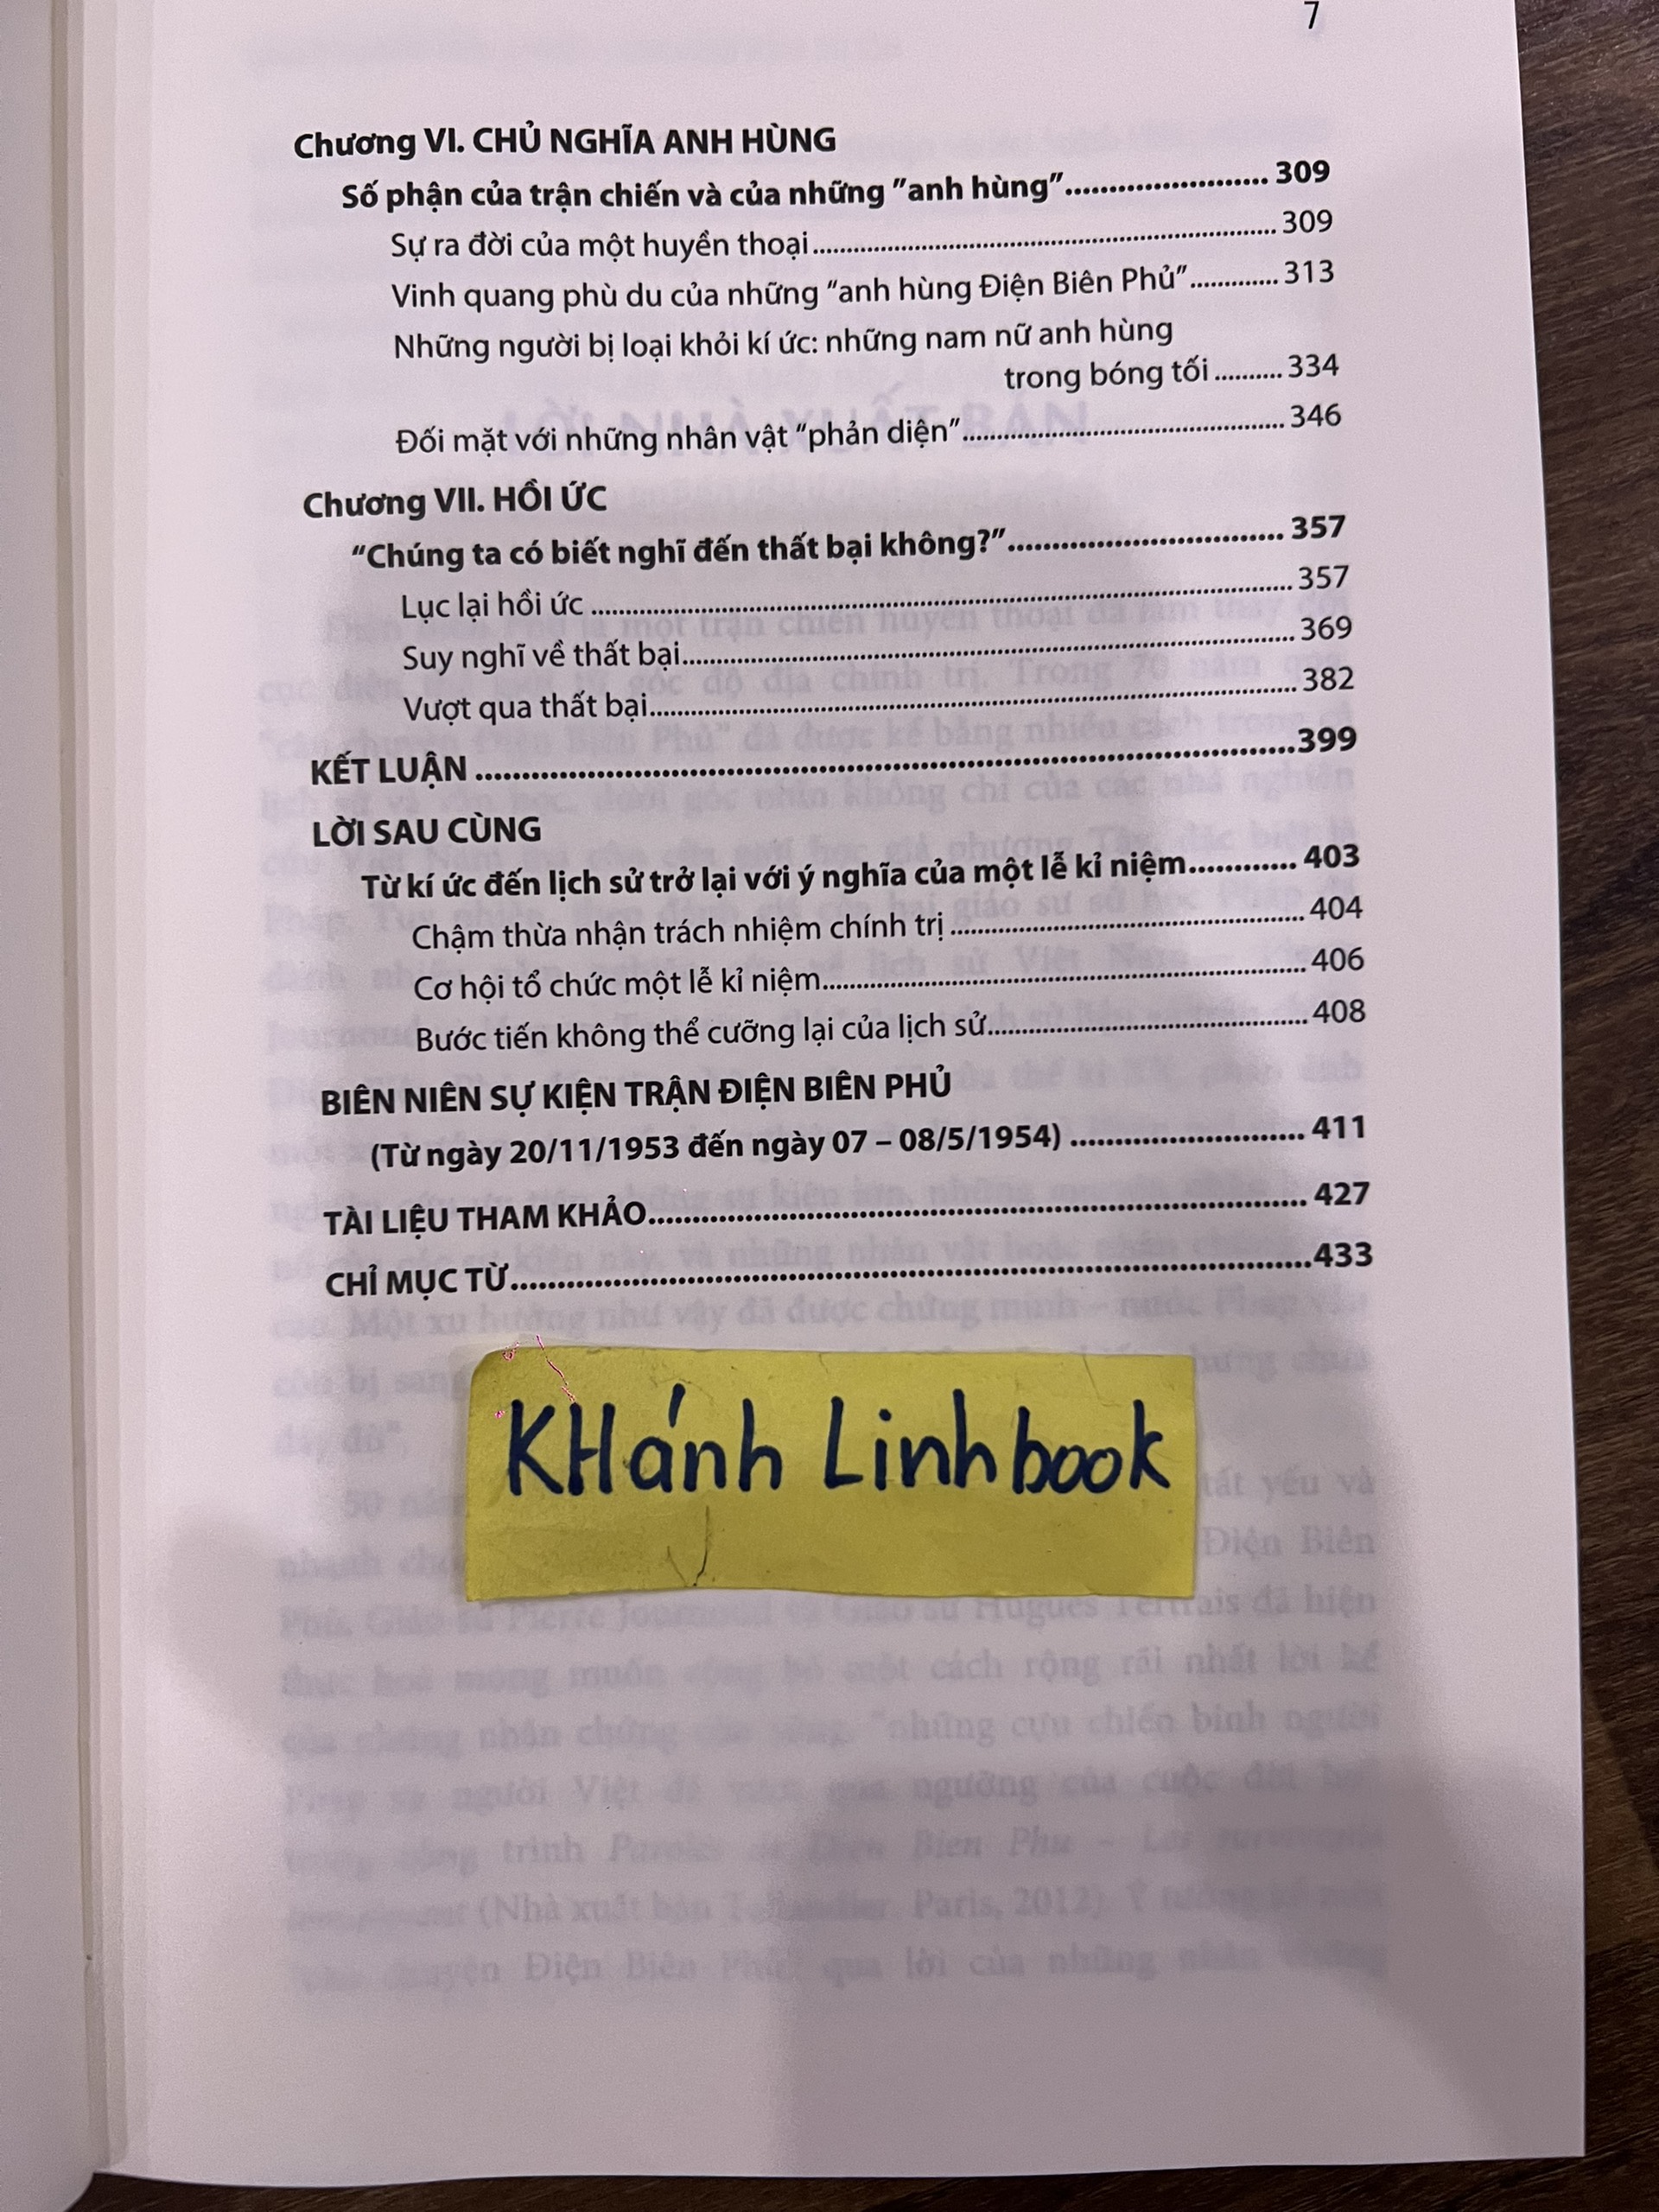 7
Chương VI. CHỦ NGHĨA ANH HÙNG
Số phận của trận chiến và của những "anh hùng"....................... 309
Sự ra đời của một huyền thoại.................................................... 309
Vinh quang phù du của những "anh hùng Điện Biên Phủ"............. 313
Những người bị loại khỏi kí ức: những nam nữ anh hùng
trong bóng tối.......... 334
Đối mặt với những nhân vật "phản diện"..................................... 346
Chương VII. HỒI ỨC
"Chúng ta có biết nghĩ đến thất bại không?"............................... 357
Lục lại hồi ức ............................................................................. 357
Suy nghĩ về thất bại.................................................................... 369
Vượt qua thất bại........................................................................ 382
KẾT LUẬN ........................................................................................399
LỜI SAU CÙNG
Từ kí ức đến lịch sử trở lại với ý nghĩa của một lễ kỉ niệm............ 403
Chậm thừa nhận trách nhiệm chính trị ........................................ 404
Cơ hội tổ chức một lễ kỉ niệm...................................................... 406
Bước tiến không thể cưỡng lại của lịch sử................................... 408
BIÊN NIÊN SỰ KIỆN TRẬN ĐIỆN BIÊN PHỦ
(Từ ngày 20/11/1953 đến ngày 07 – 08/5/1954) .......................... 411
TÀI LIỆU THAM KHẢO......................................................................... 427
CHỈ MỤC TỪ........................................................................................433
KHánh Linh book